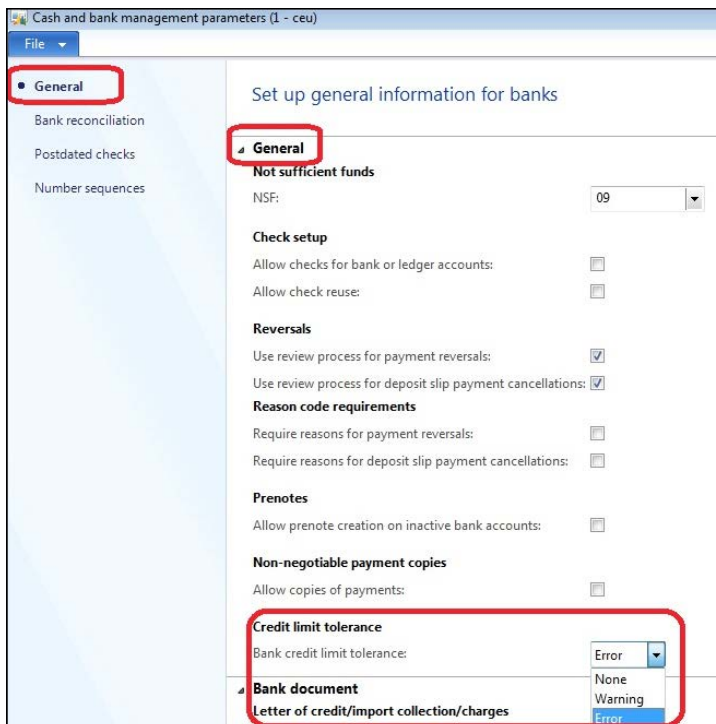 Cash and bank management parameters (1 - ceu)
File
General
Bank reconciliation
Postdated checks
Number sequences
Set up general information for banks
General
Not sufficient funds
NSF: 09
Check setup
Allow checks for bank or ledger accounts:
Allow check reuse:
Reversals
Use review process for payment reversals:
Use review process for deposit slip payment cancellations:
Reason code requirements
Require reasons for payment reversals:
Require reasons for deposit slip payment cancellations:
Prenotes
Allow prenote creation on inactive bank accounts:
Non-negotiable payment copies
Allow copies of payments:
Credit limit tolerance
Bank credit limit tolerance: Error
None
Warning
Error
Bank document
Letter of credit/import collection/charges